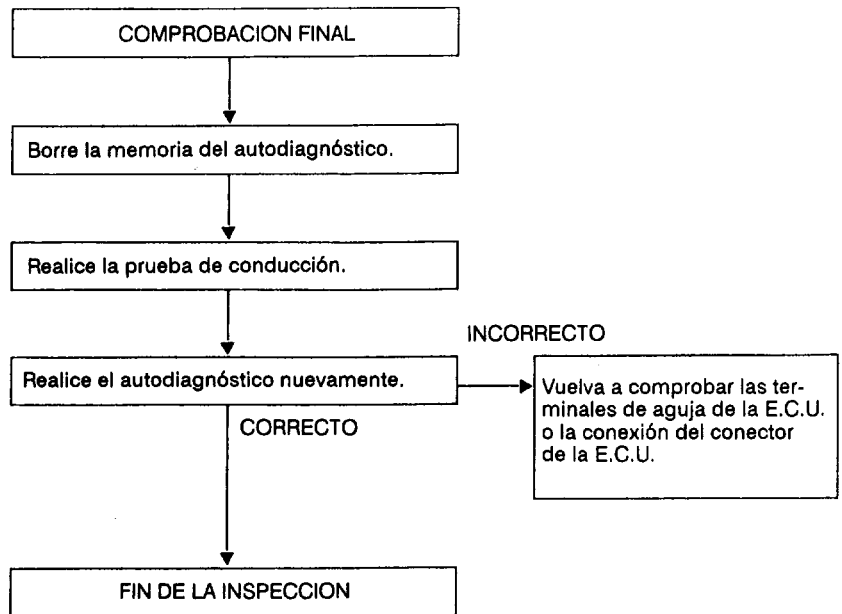 COMPROBACION FINAL
Borre la memoria del autodiagnóstico.
Realice la prueba de conducción.
INCORRECTO
Realice el autodiagnóstico nuevamente.
Vuelva a comprobar las ter-
minales de aguja de la E.C.U.
o la conexión del conector
de la E.C.U.
CORRECTO
FIN DE LA INSPECCION